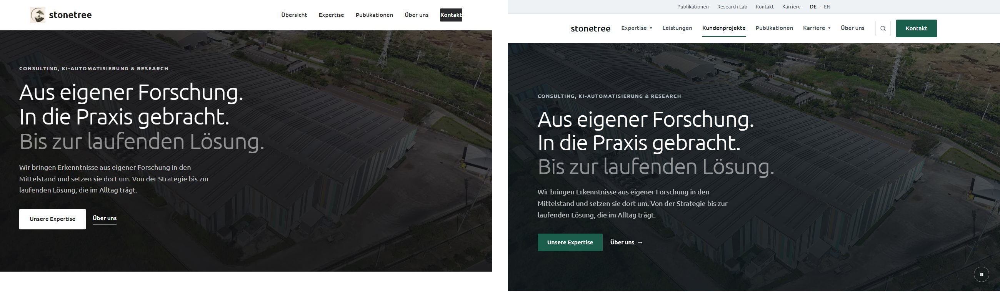 stonetree
Übersicht Expertise Publikationen Über uns Kontakt
CONSULTING, KI-AUTOMATISIERUNG & RESEARCH
Aus eigener Forschung.
In die Praxis gebracht.
Bis zur laufenden Lösung.
Wir bringen Erkenntnisse aus eigener Forschung in den
Mittelstand und setzen sie dort um. Von der Strategie bis zur
laufenden Lösung, die im Alltag trägt.
Unsere Expertise Über uns
Publikationen Research Lab Kontakt Karriere DE · EN
stonetree Expertise ▾ Leistungen Kundenprojekte Publikationen Karriere ▾ Über uns Kontakt
CONSULTING, KI-AUTOMATISIERUNG & RESEARCH
Aus eigener Forschung.
In die Praxis gebracht.
Bis zur laufenden Lösung.
Wir bringen Erkenntnisse aus eigener Forschung in den
Mittelstand und setzen sie dort um. Von der Strategie bis zur
laufenden Lösung, die im Alltag trägt.
Unsere Expertise Über uns →